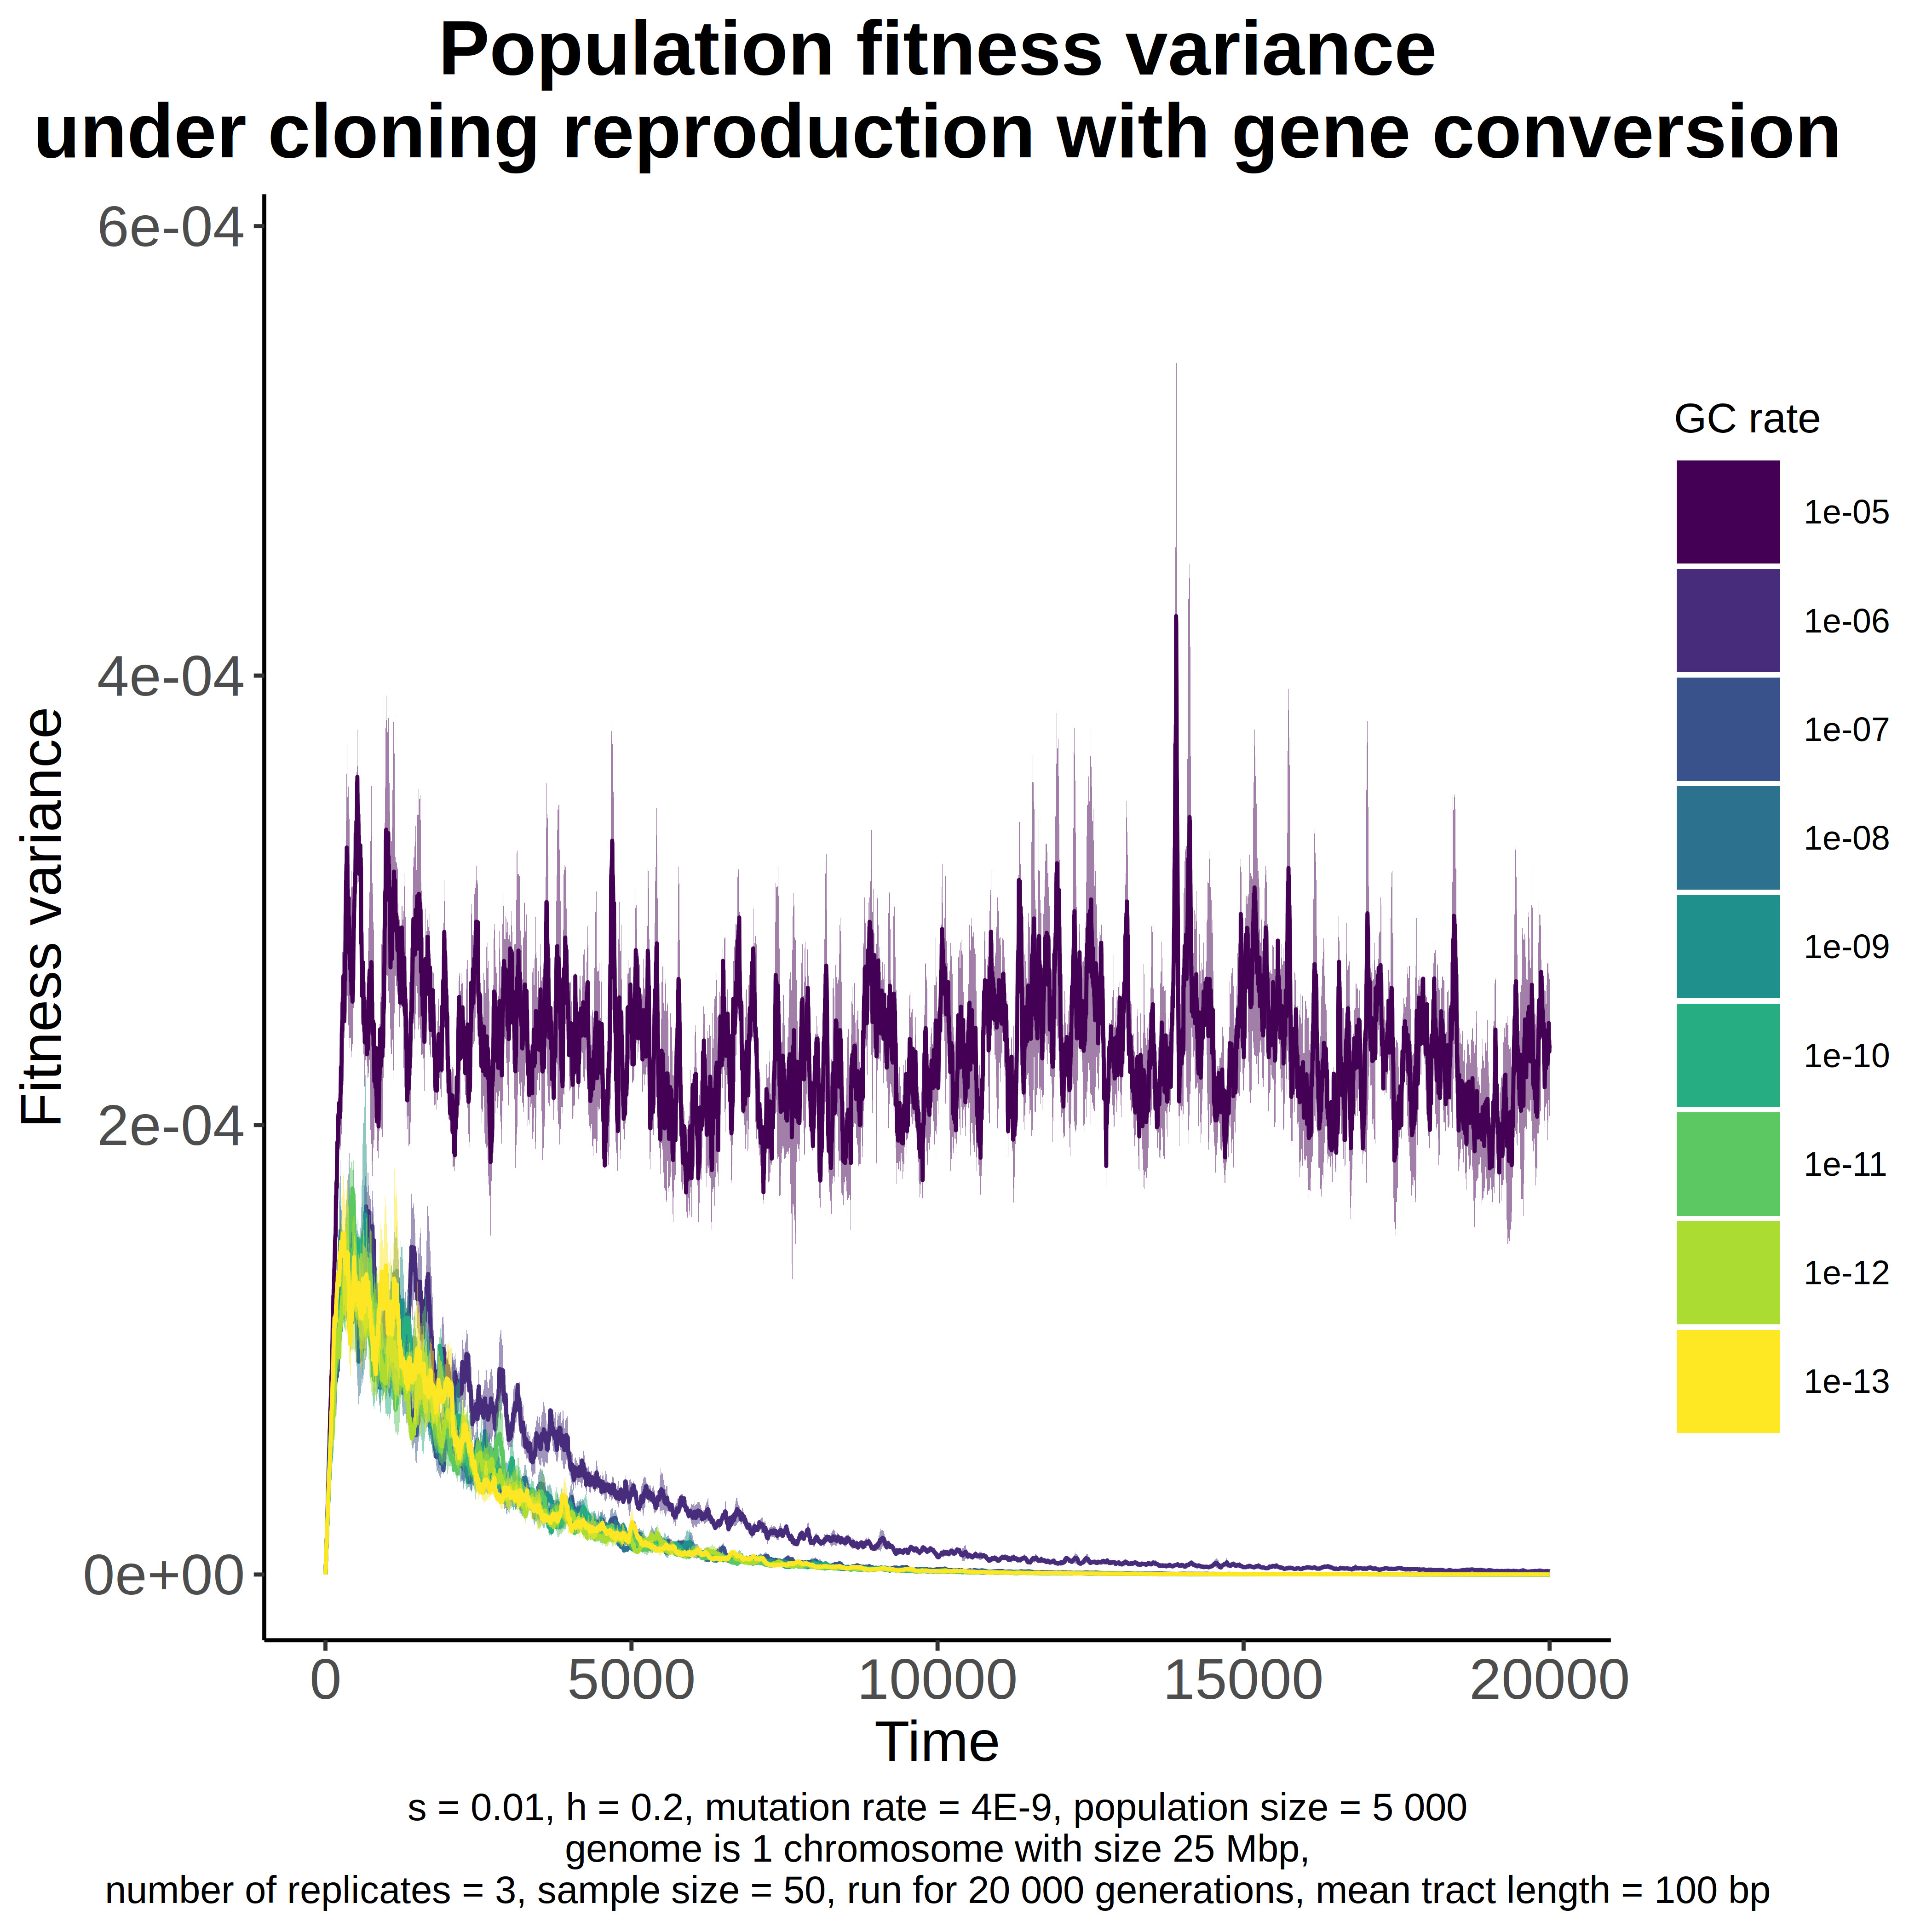 Population fitness variance
under cloning reproduction with gene conversion
6e-04
4e-04
2e-04
0e+00
Fitness variance
0
5000
10000
15000
20000
Time
GC rate
1e-05
1e-06
1e-07
1e-08
1e-09
1e-10
1e-11
1e-12
1e-13
s = 0.01, h = 0.2, mutation rate = 4E-9, population size = 5 000
genome is 1 chromosome with size 25 Mbp,
number of replicates = 3, sample size = 50, run for 20 000 generations, mean tract length = 100 bp